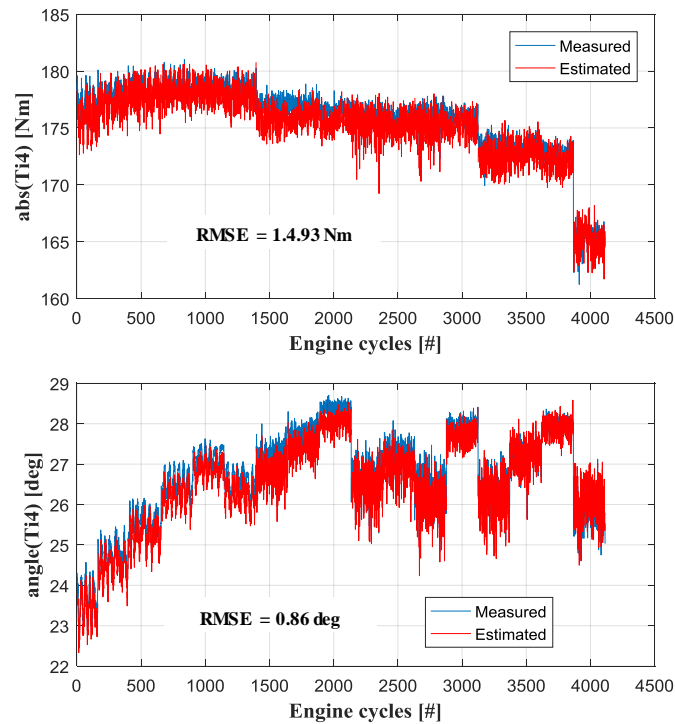 185
180
175
170
165
160
abs(Ti4) [Nm]
Measured
Estimated
RMSE = 1.4.93 Nm
0 500 1000 1500 2000 2500 3000 3500 4000 4500
Engine cycles [#]
29
28
27
26
25
24
23
22
angle(Ti4) [deg]
RMSE = 0.86 deg
Measured
Estimated
0 500 1000 1500 2000 2500 3000 3500 4000 4500
Engine cycles [#]